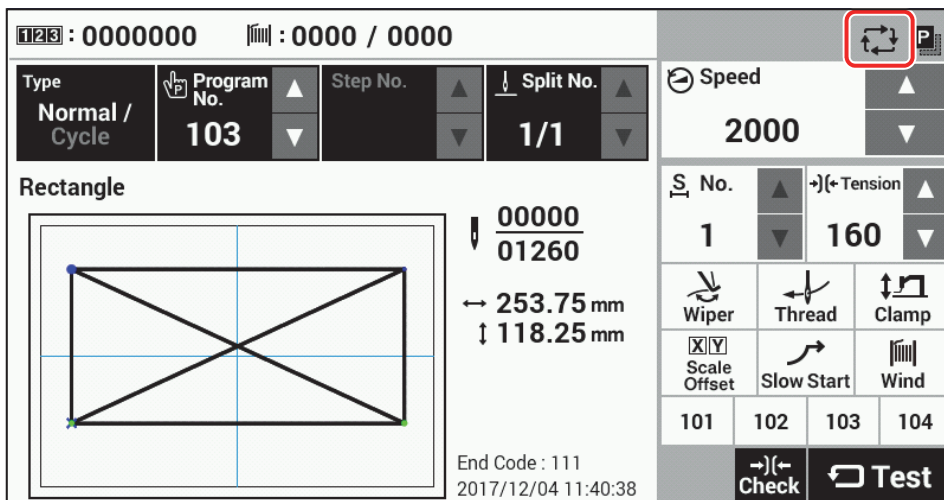 123 : 0000000 : 0000 / 0000
P
Type
Normal /
Cycle
P Program
No.
103
Step No.
Split No.
1/1
Speed
2000
Rectangle
00000
01260
253.75 mm
118.25 mm
S No.
1
Tension
160
Wiper
Thread
Clamp
X Y
Scale
Offset
Slow Start
Wind
101 102 103 104
End Code : 111
2017/12/04 11:40:38
Check
Test